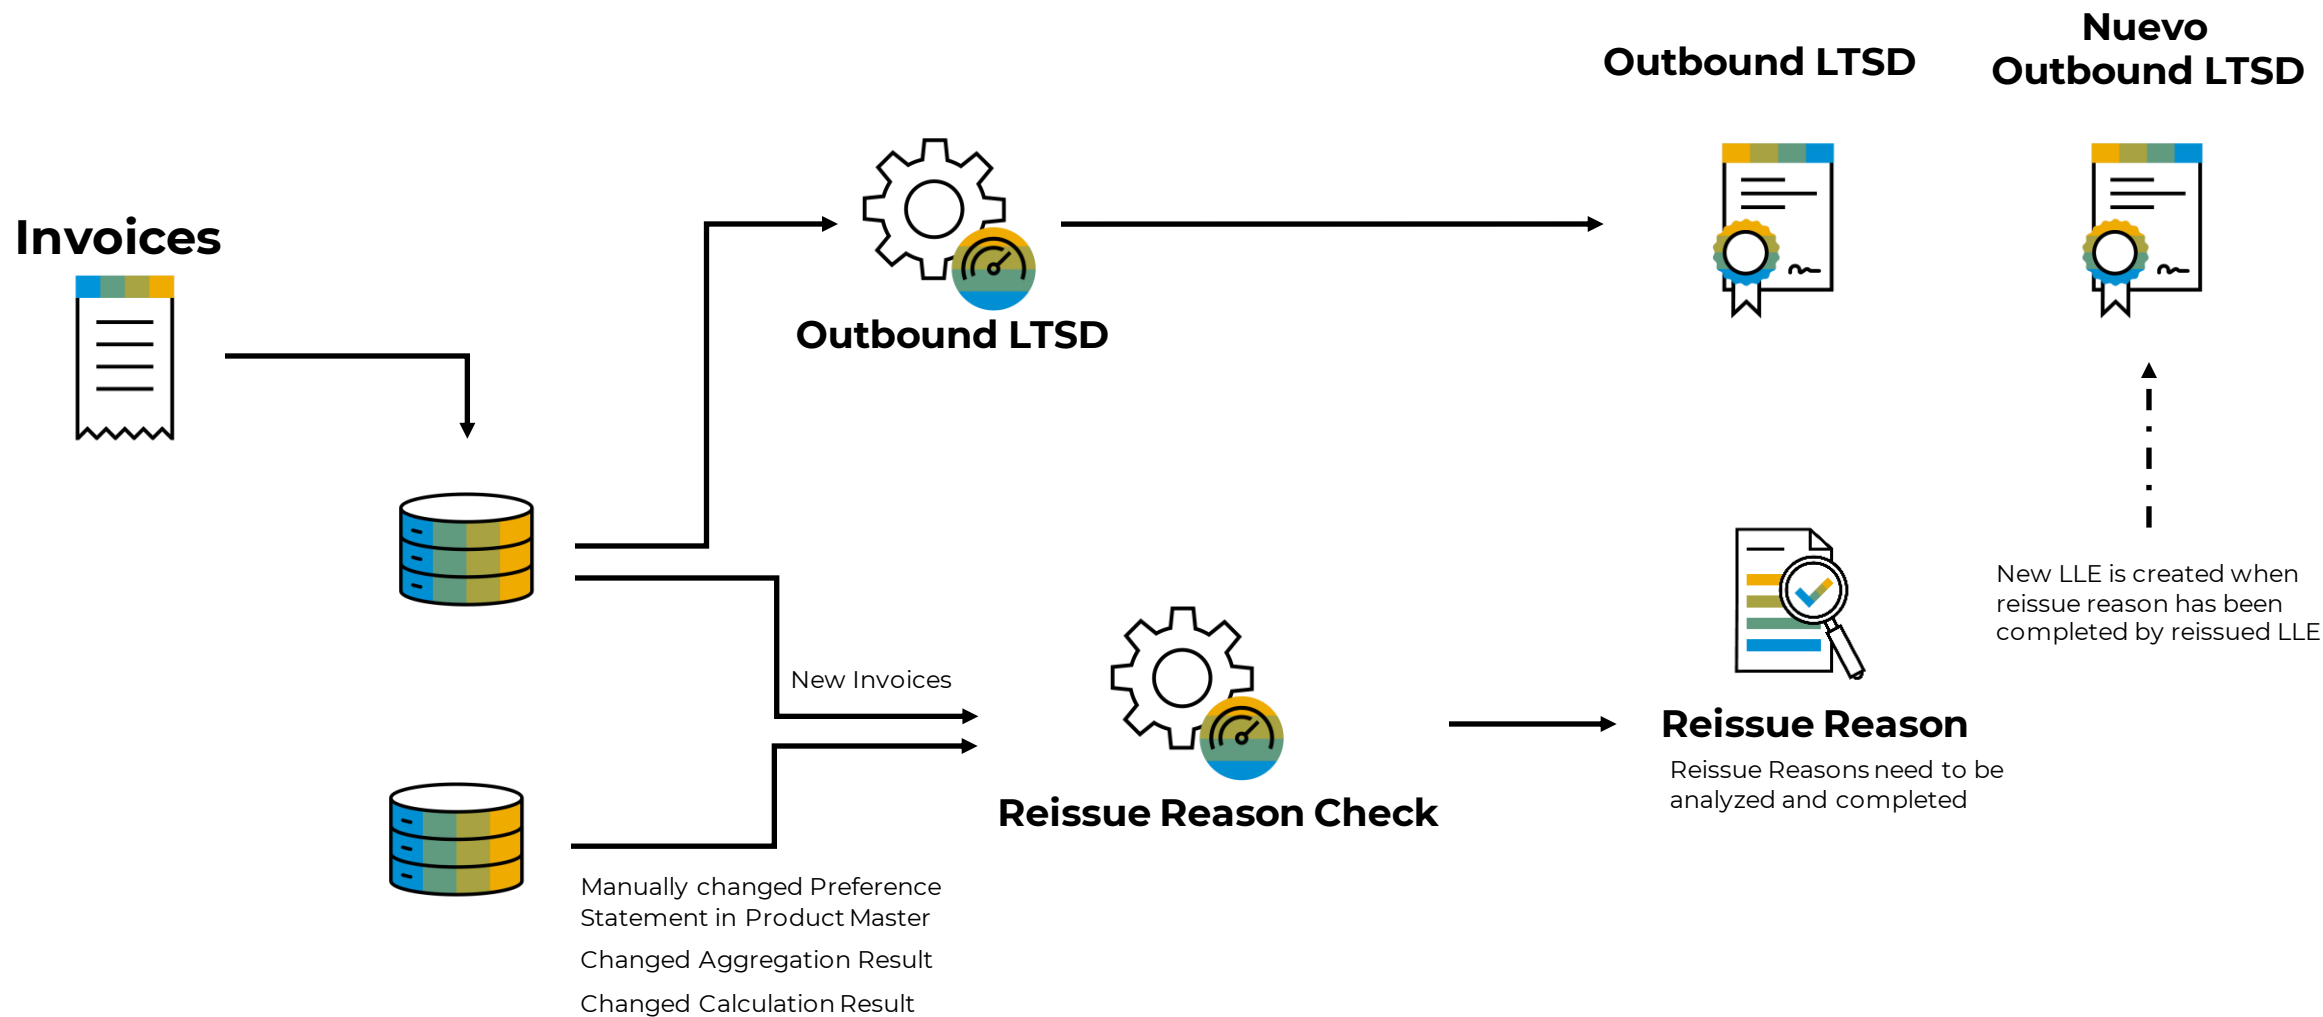 Invoices
Outbound LTSD
Outbound LTSD
Nuevo
Outbound LTSD
New Invoices
Manually changed Preference
Statement in Product Master
Changed Aggregation Result
Changed Calculation Result
Reissue Reason Check
Reissue Reason
Reissue Reasons need to be
analyzed and completed
New LLE is created when
reissue reason has been
completed by reissued LLE